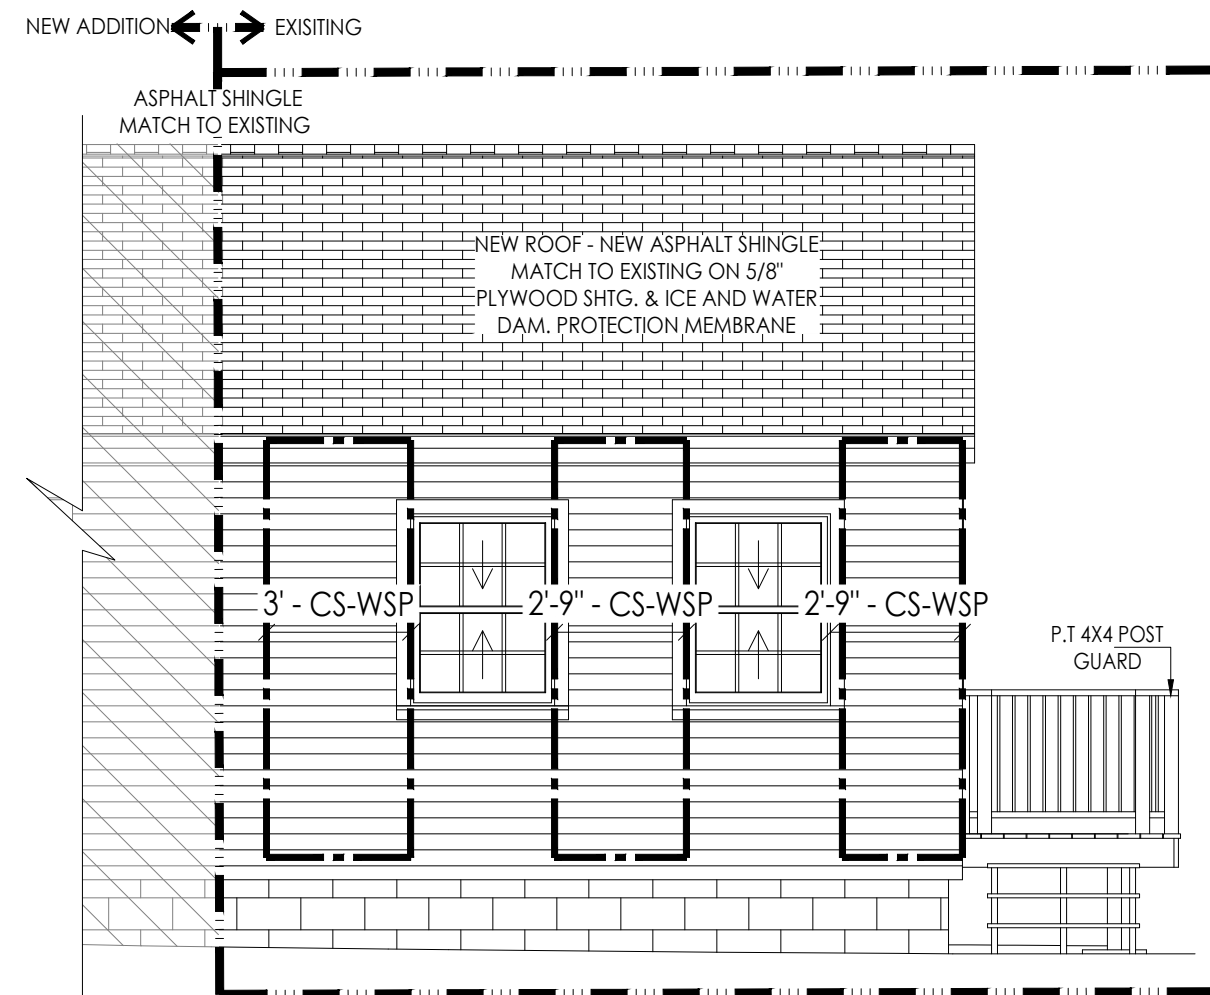 NEW ADDITION
EXISITING
ASPHALT SHINGLE
MATCH TO EXISTING
NEW ROOF - NEW ASPHALT SHINGLE
MATCH TO EXISTING ON 5/8"
PLYWOOD SHTG. & ICE AND WATER
DAM. PROTECTION MEMBRANE
3' - CS-WSP
2'-9" - CS-WSP
2'-9" - CS-WSP
P.T 4X4 POST
GUARD